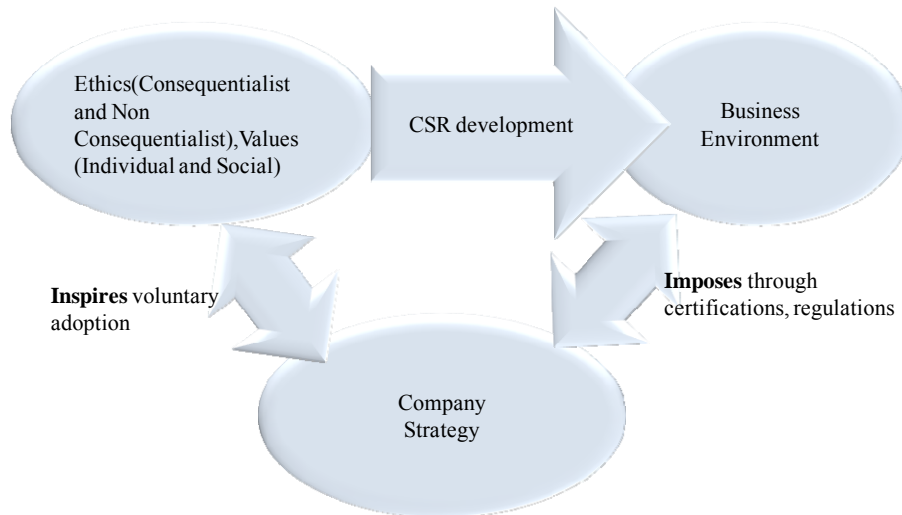 Ethics(Consequentialist
and Non
Consequentialist),Values
(Individual and Social)
CSR development
Business
Environment
Inspires voluntary
adoption
Imposes through
certifications, regulations
Company
Strategy